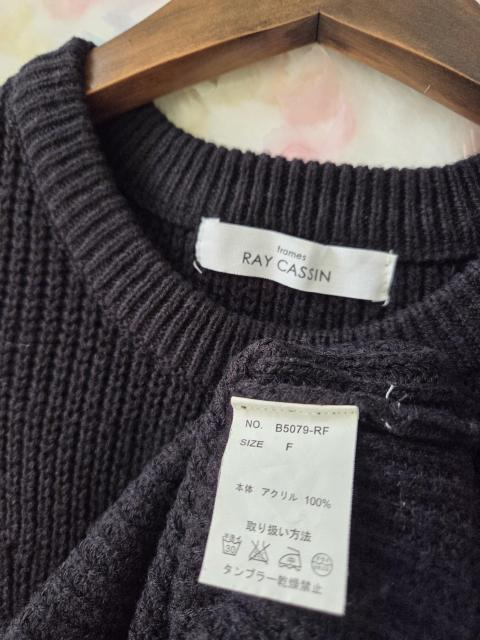 frames
RAY CASSIN
NO. B5079-RF
SIZE F
本体 アクリル 100%
取り扱い方法
30
タンブラー乾燥禁止